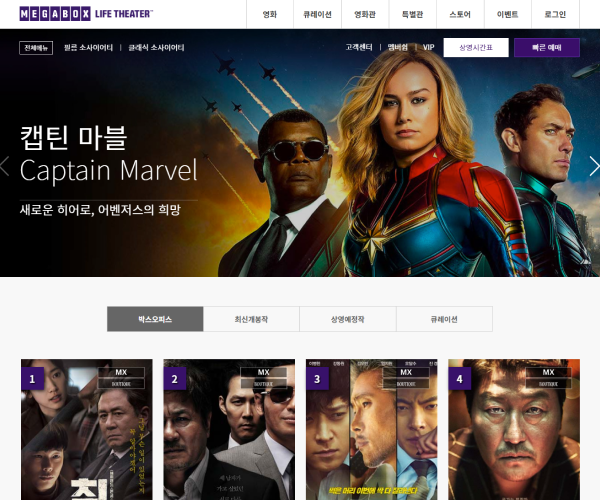 MEGABOX LIFE THEATER™
영화 큐레이션 영화관 특별관 스토어 이벤트 로그인
전체메뉴 필름 소사이어티 | 클래식 소사이어티 고객센터 | 멤버쉽 | VIP 상영시간표 빠른 예매
캡틴 마블
Captain Marvel
새로운 히어로, 어벤저스의 희망
박스오피스 최신개봉작 상영예정작 큐레이션
1 MX 2 MX 3 MX 4 MX
BOUTIQUE BOUTIQUE BOUTIQUE BOUTIQUE